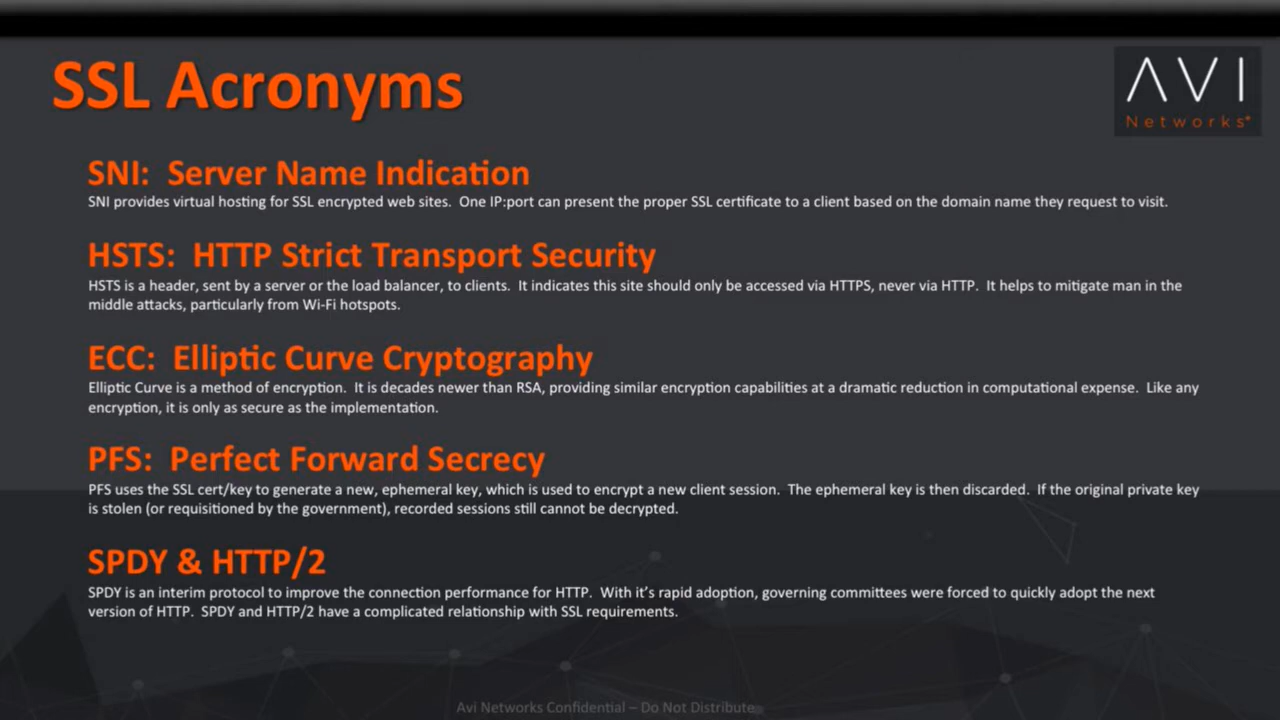 SSL Acronyms
AVI
Networks
SNI: Server Name Indication
SNI provides virtual hosting for SSL encrypted web sites. One IP:port can present the proper SSL certificate to a client based on the domain name they request to visit.
HSTS: HTTP Strict Transport Security
HSTS is a header, sent by a server or the load balancer, to clients. It indicates this site should only be accessed via HTTPS, never via HTTP. It helps to mitigate man in the
middle attacks, particularly from Wi-Fi hotspots.
ECC: Elliptic Curve Cryptography
Elliptic Curve is a method of encryption. It is decades newer than RSA, providing similar encryption capabilities at a dramatic reduction in computational expense. Like any
encryption, it is only as secure as the implementation.
PFS: Perfect Forward Secrecy
PFS uses the SSL cert/key to generate a new, ephemeral key, which is used to encrypt a new client session. The ephemeral key is then discarded. If the original private key
is stolen (or requisitioned by the government), recorded sessions still cannot be decrypted.
SPDY & HTTP/2
SPDY is an interim protocol to improve the connection performance for HTTP. With it's rapid adoption, governing committees were forced to quickly adopt the next
version of HTTP. SPDY and HTTP/2 have a complicated relationship with SSL requirements.
Avi Networks Confidential – Do Not Distribute